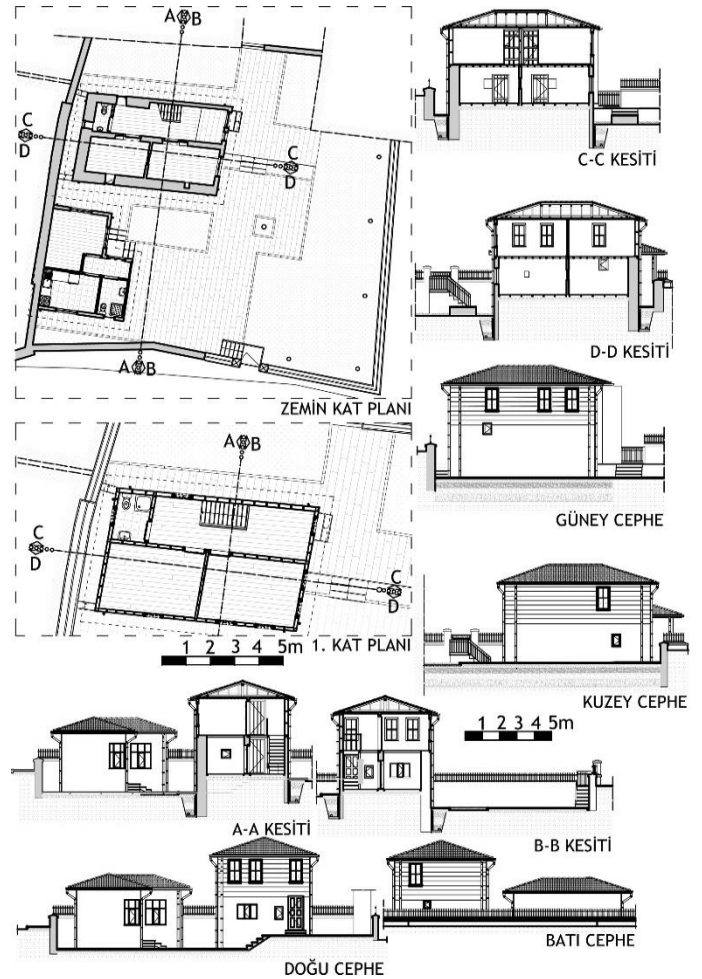 A B
C
D
C
D
A B
ZEMİN KAT PLANI
A B
C
D
C
D
1. KAT PLANI
1 2 3 4 5m
C-C KESİTİ
D-D KESİTİ
GÜNEY CEPHE
KUZEY CEPHE
1 2 3 4 5m
A-A KESİTİ
B-B KESİTİ
DOĞU CEPHE
BATI CEPHE